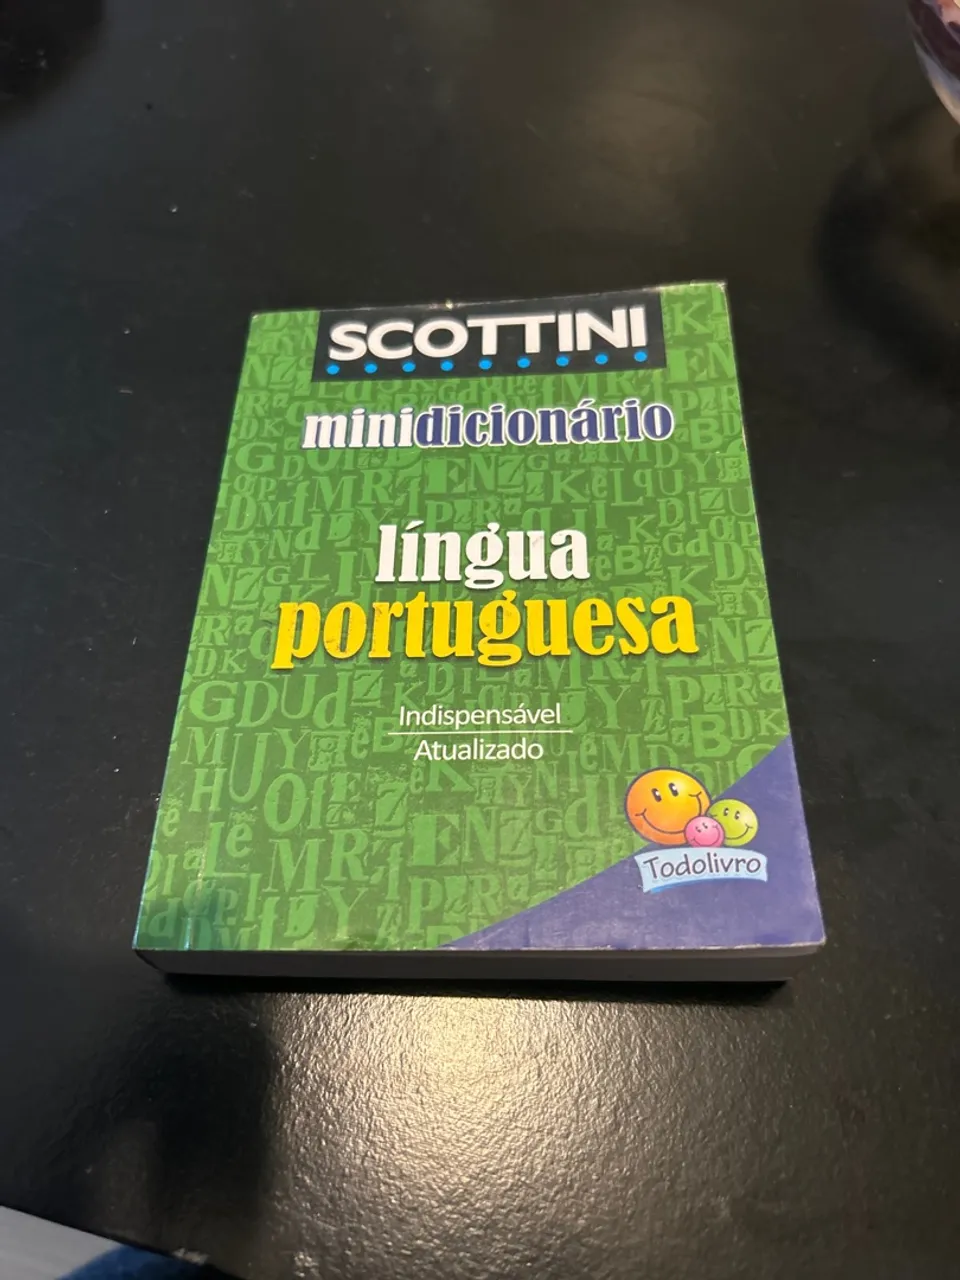 SCOTTINI
minidicionário
língua
portuguesa
Indispensável
Atualizado
Todolivro